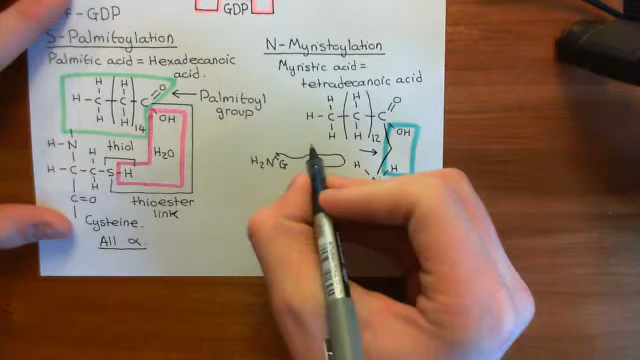 GDP
GDP
S-Palmitoylation
Palmitic acid = Hexadecanoic
acid.
H H O
H-C-C-C
H H 14 OH
Palmitoyl
group
thiol
H-N H H2O
H-C-C-S-H
H
C=O
thioester
link
Cysteine.
All α.
N-Myristoylation
Myristic acid =
tetradecanoic acid
H H O
H-C-C-C
H H 12 OH
H2N G
H H